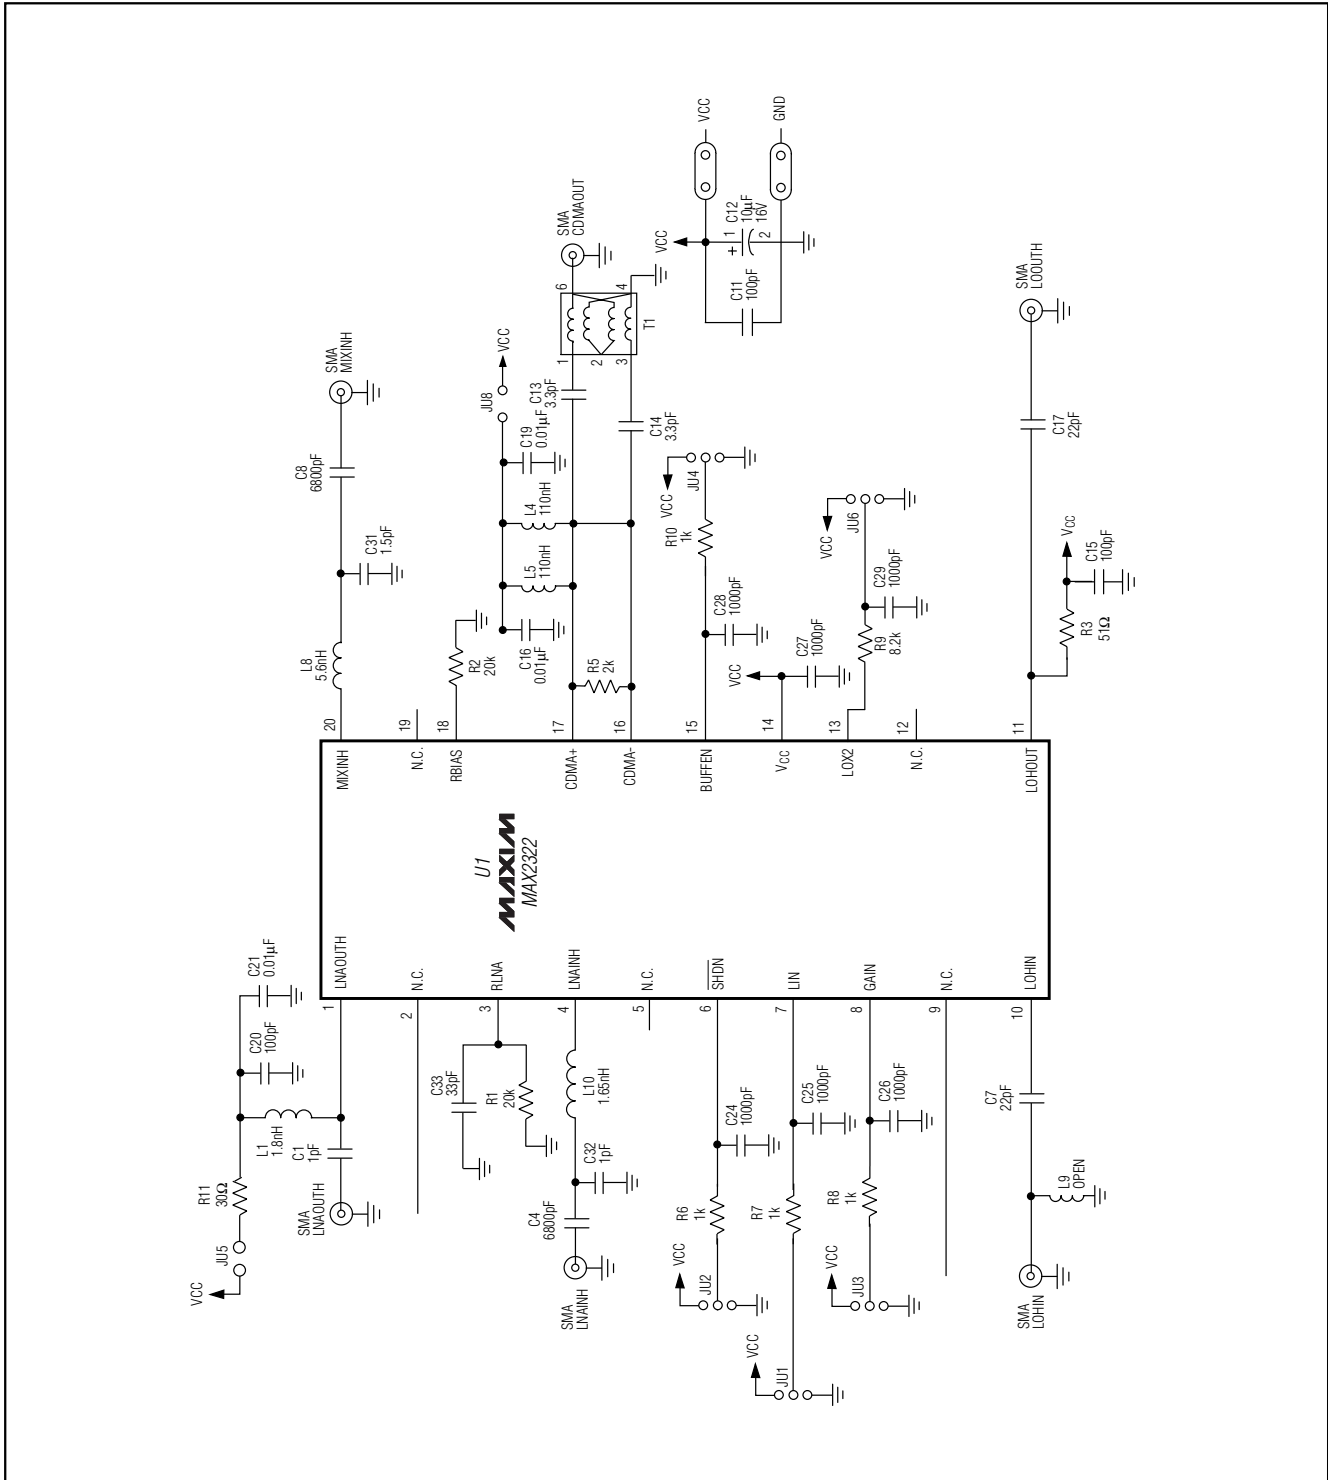 VCC
JU5
R11
30Ω
L1
1.8nH
C20
100pF
C21
0.01µF
SMA
LNAOUTH
C1
1pF
1
LNAOUTH
2
N.C.
C33
33pF
R1
20k
3
RLNA
SMA
LNAINH
C4
6800pF
C32
1pF
L10
1.65nH
4
LNAINH
5
N.C.
VCC
JU2
R6
1k
C24
1000pF
6
SHDN
VCC
JU1
R7
1k
C25
1000pF
7
LIN
VCC
JU3
R8
1k
C26
1000pF
8
GAIN
9
N.C.
SMA
LOHIN
L9
OPEN
C7
22pF
10
LOHIN
U1
MAXIM
MAX2322
MIXINH
20
L8
5.6nH
C31
1.5pF
C8
6800pF
SMA
MIXINH
N.C.
19
RBIAS
18
R2
20k
C16
0.01µF
L5
110nH
L4
110nH
C19
0.01µF
JU8
VCC
CDMA+
17
R5
2k
C13
3.3pF
1
2
3
6
4
T1
SMA
CDMAOUT
CDMA-
16
C14
3.3pF
BUFFEN
15
C28
1000pF
R10
1k
VCC
JU4
VCC
14
VCC
C27
1000pF
LOX2
13
R9
8.2k
C29
1000pF
VCC
JU6
N.C.
12
LOHOUT
11
R3
51Ω
VCC
C15
100pF
C17
22pF
SMA
LOOUTH
VCC
C11
100pF
+
1
2
C12
10µF
16V
VCC
GND